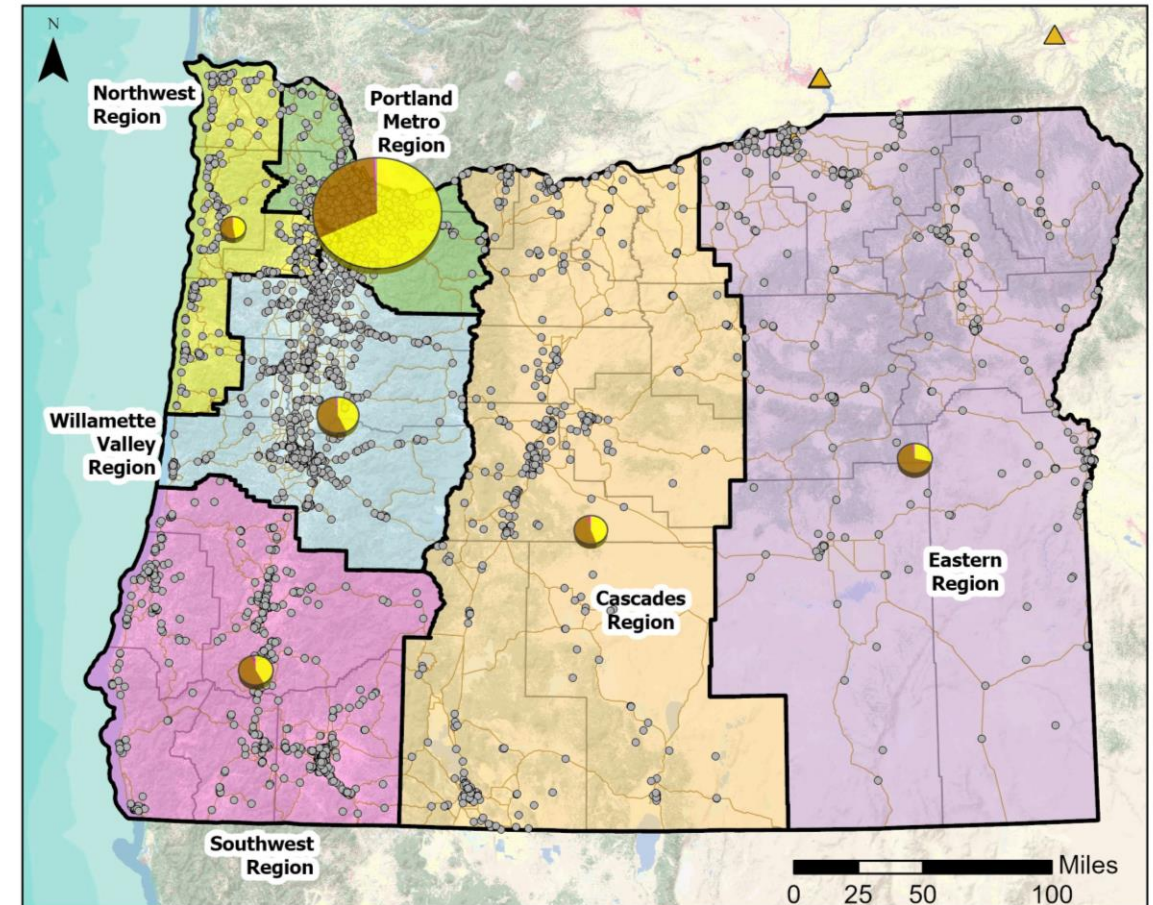 N
Northwest
Region
Portland
Metro
Region
Willamette
Valley
Region
Cascades
Region
Eastern
Region
Southwest
Region
Miles
0 25 50 100